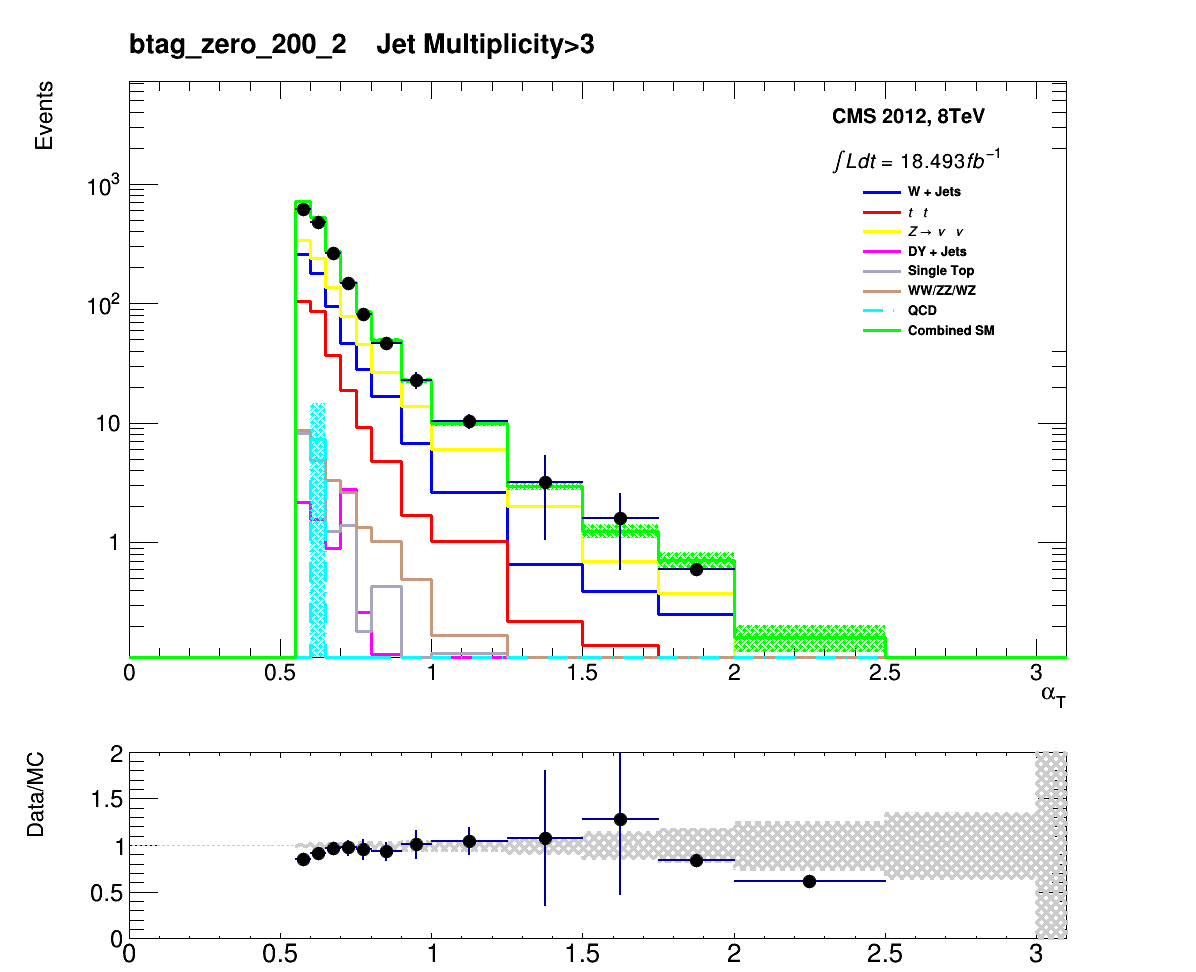 btag_zero_200_2 Jet Multiplicity>3
Events
CMS 2012, 8TeV
∫Ldt = 18.493fb⁻¹
W + Jets
t t
Z→ ν ν
DY + Jets
Single Top
WW/ZZ/WZ
QCD
Combined SM
10³
10²
10
1
0 0.5 1 1.5 2 2.5 3
α_T
Data/MC
2
1.5
1
0.5
0
0 0.5 1 1.5 2 2.5 3